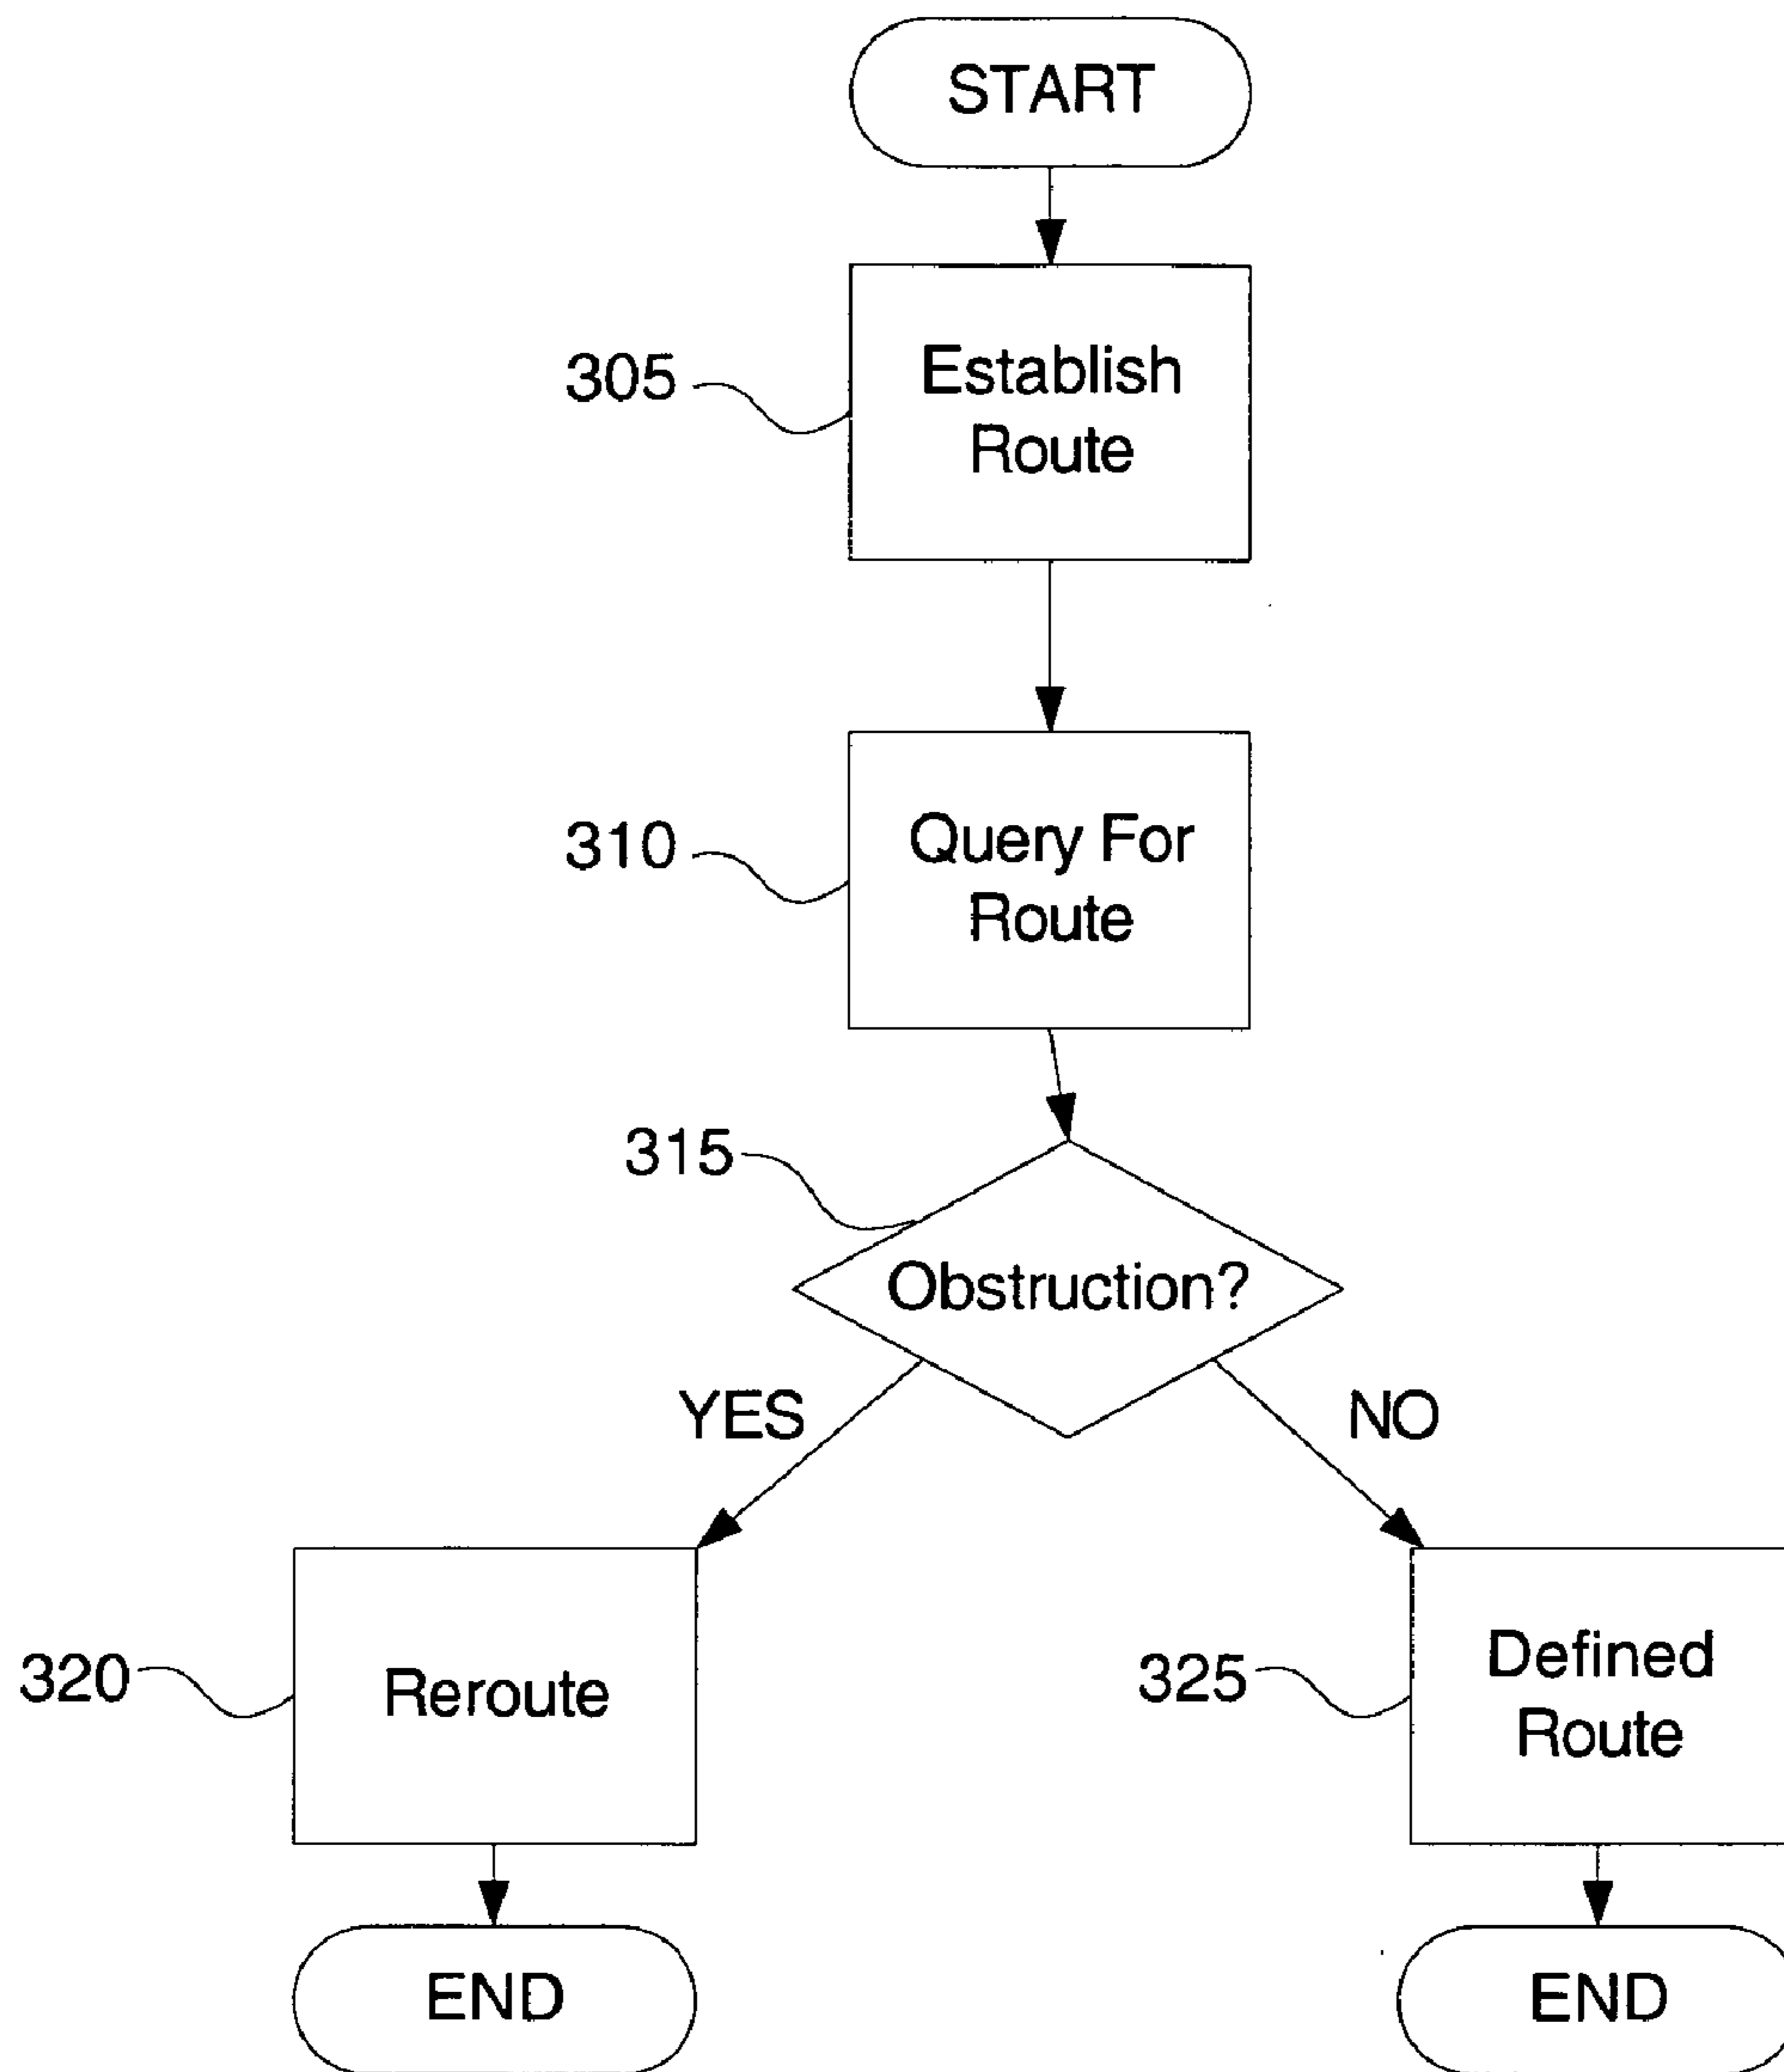 START
305
Establish
Route
310
Query For
Route
315
Obstruction?
YES
NO
320
Reroute
325
Defined
Route
END
END